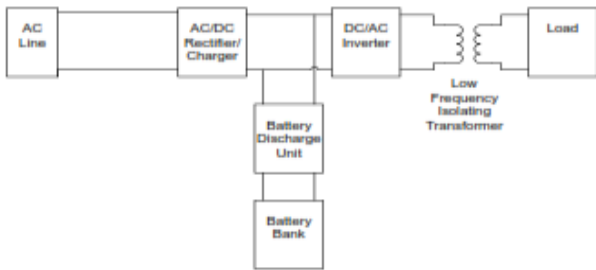 AC
Line
AC/DC
Rectifier/
Charger
DC/AC
Inverter
Load
Low
Frequency
Isolating
Transformer
Battery
Discharge
Unit
Battery
Bank